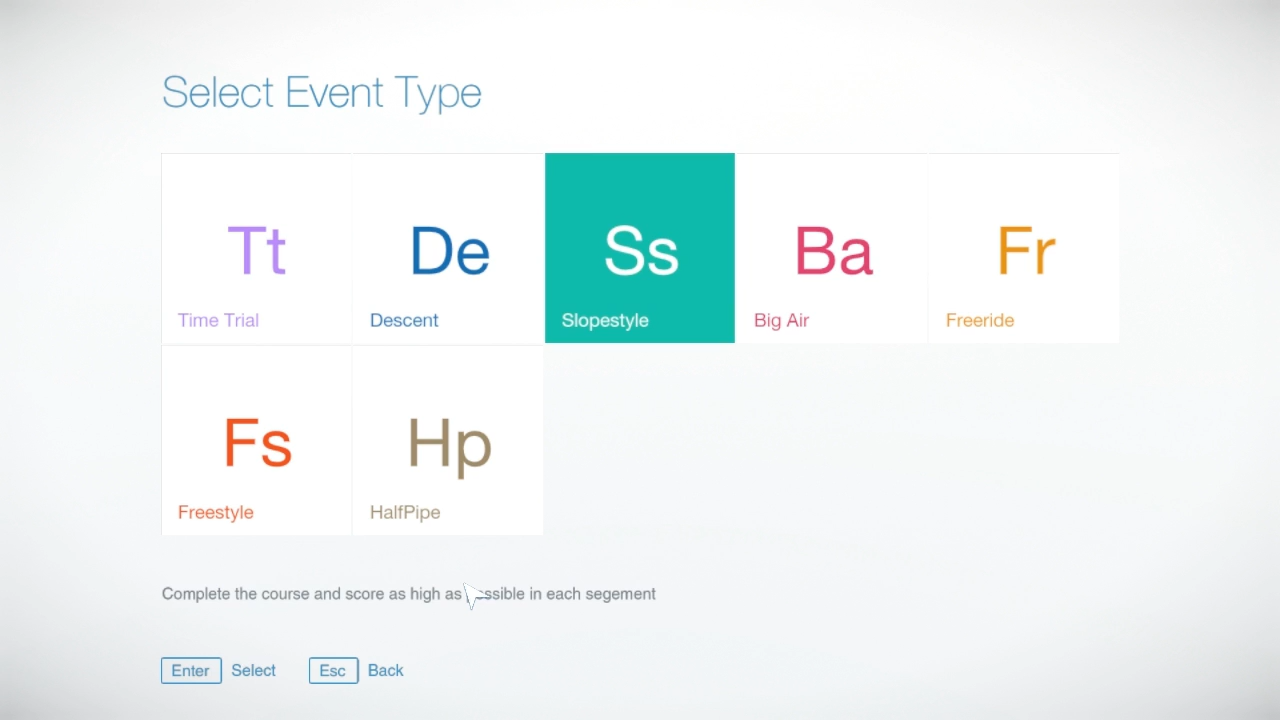 Select Event Type
Tt De Ss Ba Fr
Time Trial Descent Slopestyle Big Air Freeride
Fs Hp
Freestyle HalfPipe
Complete the course and score as high as possible in each segement
Enter Select Esc Back